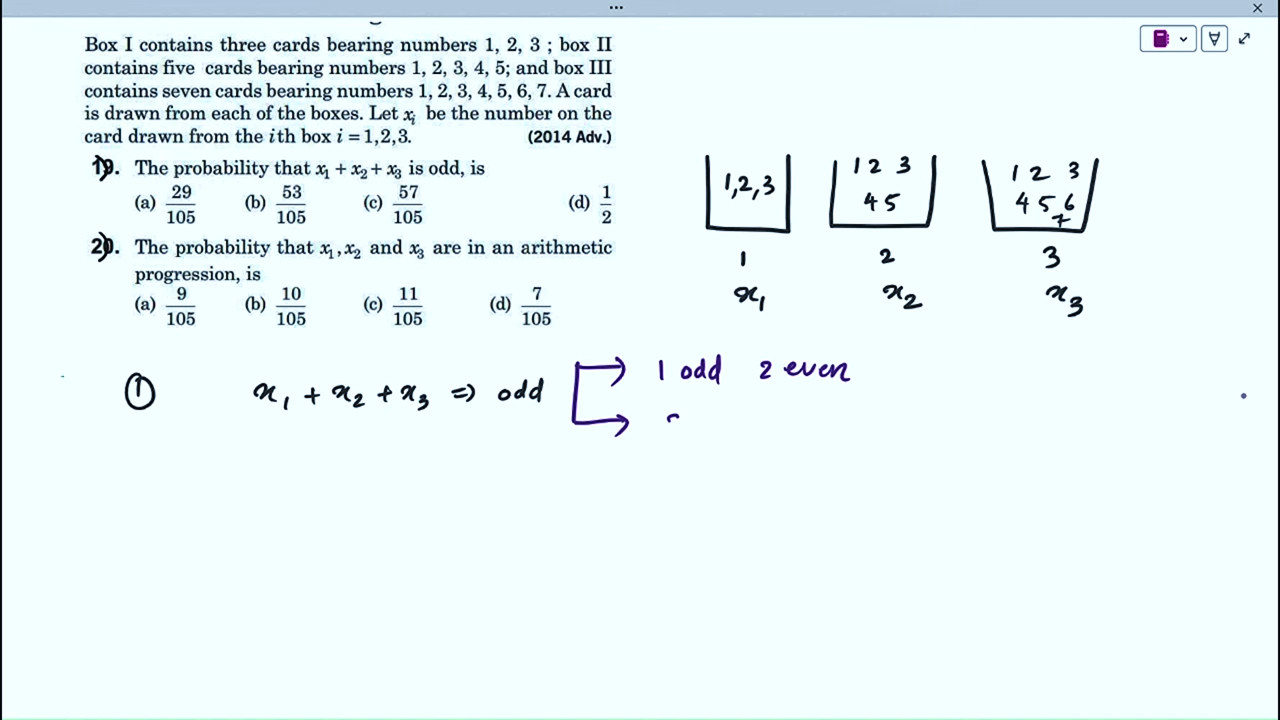 Box I contains three cards bearing numbers 1, 2, 3 ; box II
contains five cards bearing numbers 1, 2, 3, 4, 5; and box III
contains seven cards bearing numbers 1, 2, 3, 4, 5, 6, 7. A card
is drawn from each of the boxes. Let xᵢ be the number on the
card drawn from the ith box i = 1,2,3. (2014 Adv.)
19. The probability that x₁ + x₂ + x₃ is odd, is
(a) 29/105 (b) 53/105 (c) 57/105 (d) 1/2
20. The probability that x₁, x₂ and x₃ are in an arithmetic
progression, is
(a) 9/105 (b) 10/105 (c) 11/105 (d) 7/105
1,2,3
1 2 3
4 5
1 2 3
4 5 6
7
1 2 3
x₁ x₂ x₃
① x₁ + x₂ + x₃ ⇒ odd
1 odd 2 even